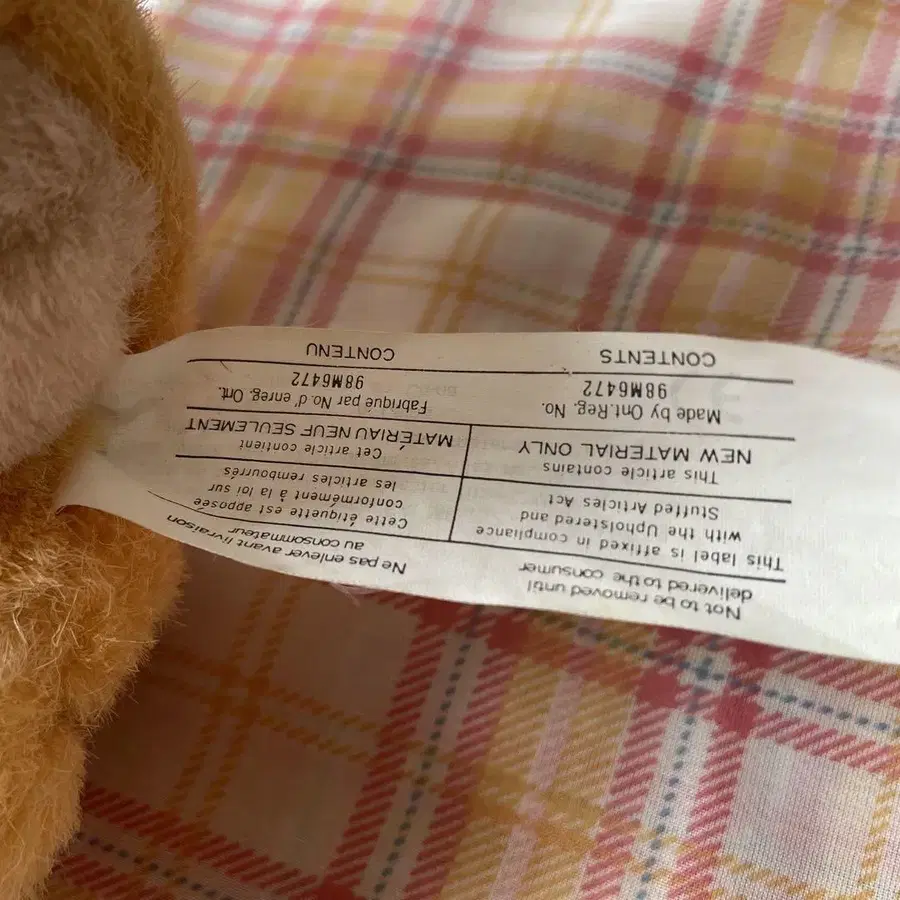 Not to be removed until
delivered to the consumer
Ne pas enlever avant livraison
au consommateur
This label is affixed in compliance
with the Upholstered and
Stuffed Articles Act
Cette étiquette est apposée
conformément à la loi sur
les articles rembourrés
This article contains
NEW MATERIAL ONLY
Cet article contient
MATÉRIAU NEUF SEULEMENT
Made by Ont.Reg. No.
98M6472
Fabriqué par No.d' enreg. Ont.
98M6472
CONTENTS
CONTENU